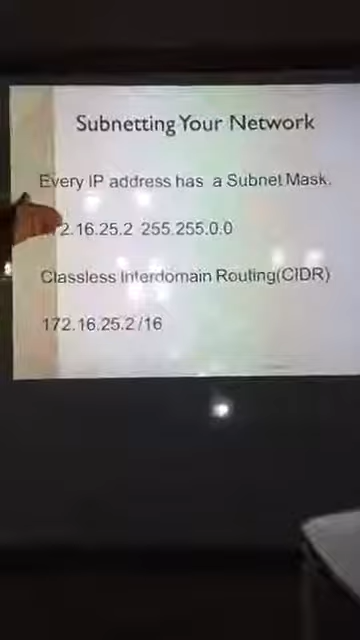 Subnetting Your Network
Every IP address has a Subnet Mask.
2.16.25.2 255.255.0.0
Classless Interdomain Routing(CIDR)
172.16.25.2 /16